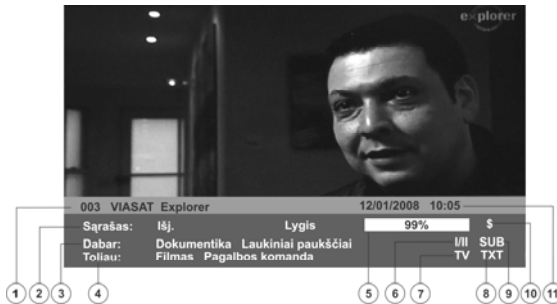 explorer
003 VIASAT Explorer 12/01/2008 10:05
Sąrašas: Išj. Lygis 99% $
Dabar: Dokumentika Laukiniai paukščiai I/II SUB
Toliau: Filmas Pagalbos komanda TV TXT
1 2 3 4 5 6 7 8 9 10 11